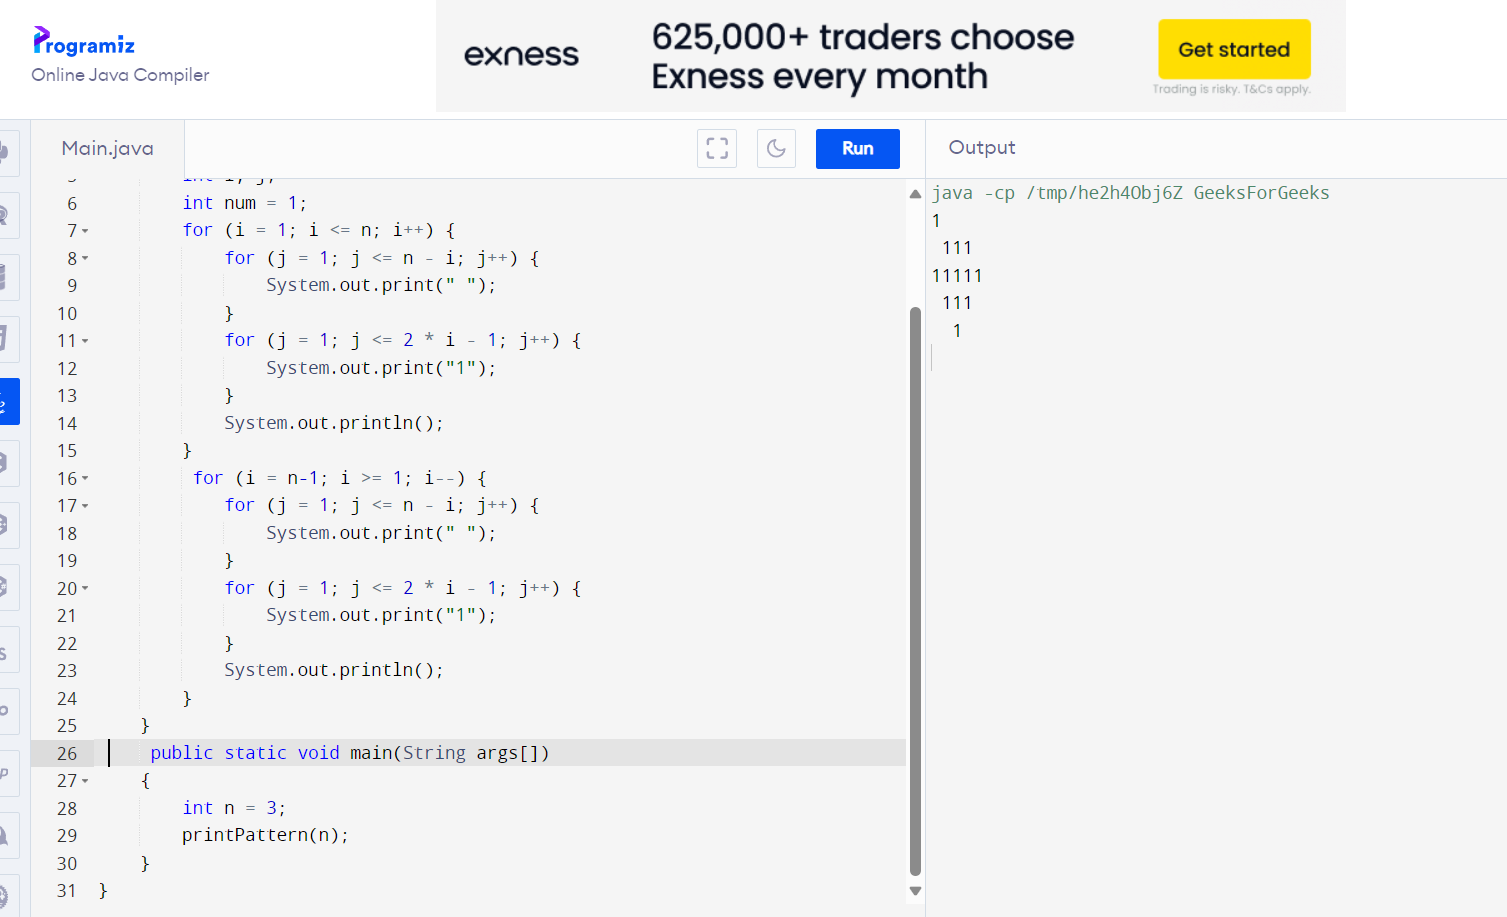 Programiz
Online Java Compiler
exness
625,000+ traders choose
Exness every month
Get started
Trading is risky. T&Cs apply.
Main.java
Run
Output
int i, j;
6 int num = 1;
7 for (i = 1; i <= n; i++) {
8 for (j = 1; j <= n - i; j++) {
9 System.out.print(" ");
10 }
11 for (j = 1; j <= 2 * i - 1; j++) {
12 System.out.print("1");
13 }
14 System.out.println();
15 }
16 for (i = n-1; i >= 1; i--) {
17 for (j = 1; j <= n - i; j++) {
18 System.out.print(" ");
19 }
20 for (j = 1; j <= 2 * i - 1; j++) {
21 System.out.print("1");
22 }
23 System.out.println();
24 }
25 }
26 public static void main(String args[])
27 {
28 int n = 3;
29 printPattern(n);
30 }
31 }
java -cp /tmp/he2h4Obj6Z GeeksForGeeks
1
111
11111
111
1